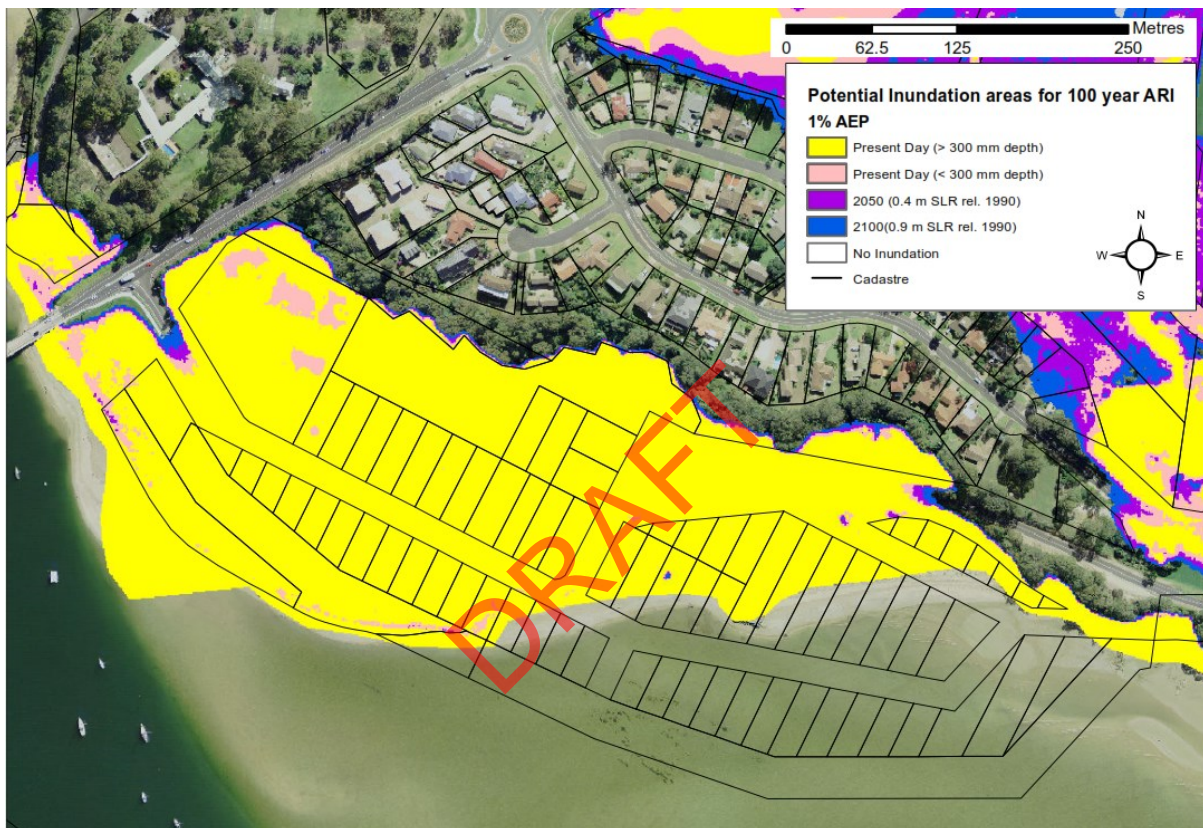 Metres
0 62.5 125 250
Potential Inundation areas for 100 year ARI
1% AEP
Present Day (> 300 mm depth)
Present Day (< 300 mm depth)
2050 (0.4 m SLR rel. 1990)
2100(0.9 m SLR rel. 1990)
No Inundation
Cadastre
N
W E
S
DRAFT